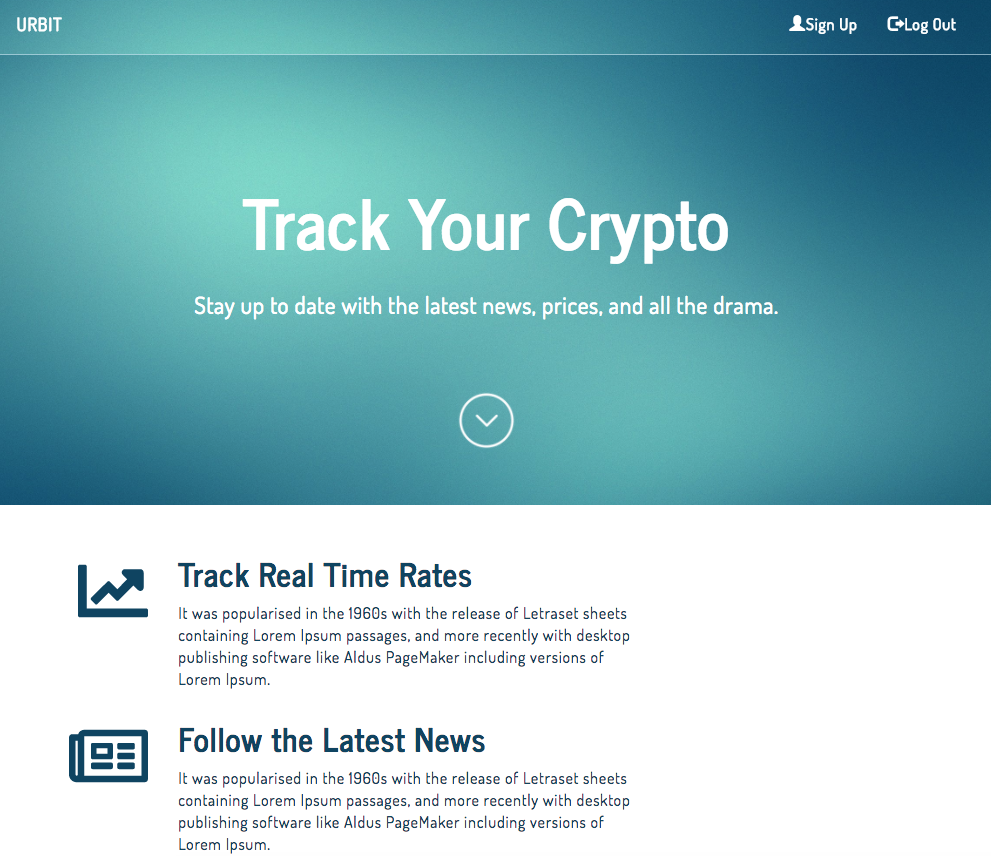 URBIT
Sign Up
Log Out
Track Your Crypto
Stay up to date with the latest news, prices, and all the drama.
Track Real Time Rates
It was popularised in the 1960s with the release of Letraset sheets
containing Lorem Ipsum passages, and more recently with desktop
publishing software like Aldus PageMaker including versions of
Lorem Ipsum.
Follow the Latest News
It was popularised in the 1960s with the release of Letraset sheets
containing Lorem Ipsum passages, and more recently with desktop
publishing software like Aldus PageMaker including versions of
Lorem Ipsum.